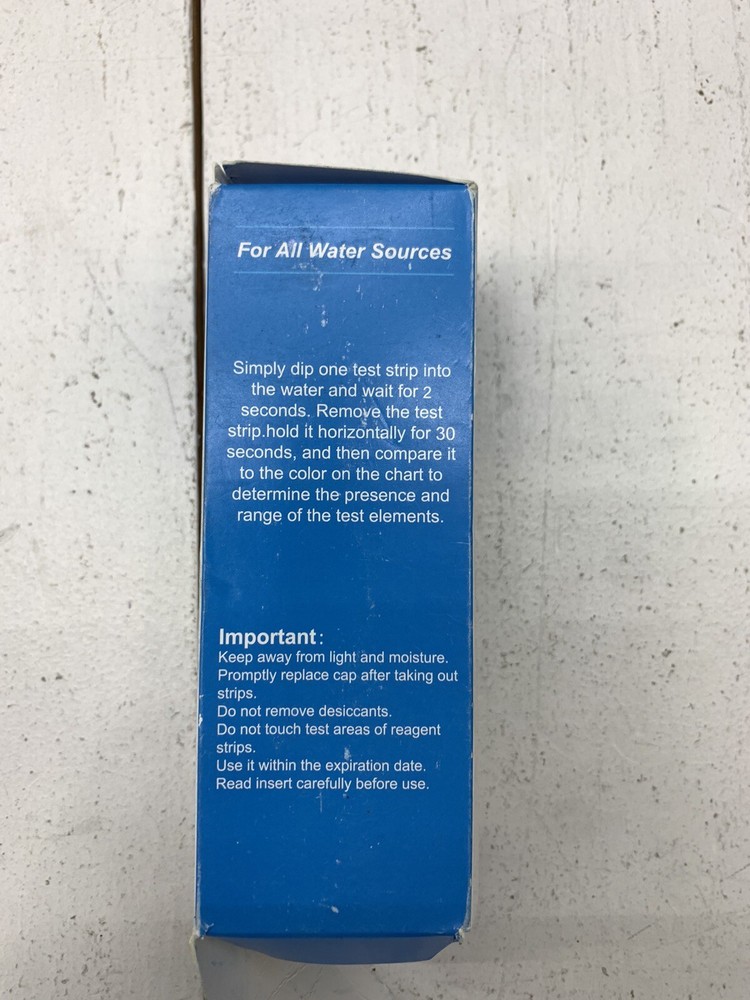 For All Water Sources
Simply dip one test strip into
the water and wait for 2
seconds. Remove the test
strip.hold it horizontally for 30
seconds, and then compare it
to the color on the chart to
determine the presence and
range of the test elements.
Important:
Keep away from light and moisture.
Promptly replace cap after taking out
strips.
Do not remove desiccants.
Do not touch test areas of reagent
strips.
Use it within the expiration date.
Read insert carefully before use.